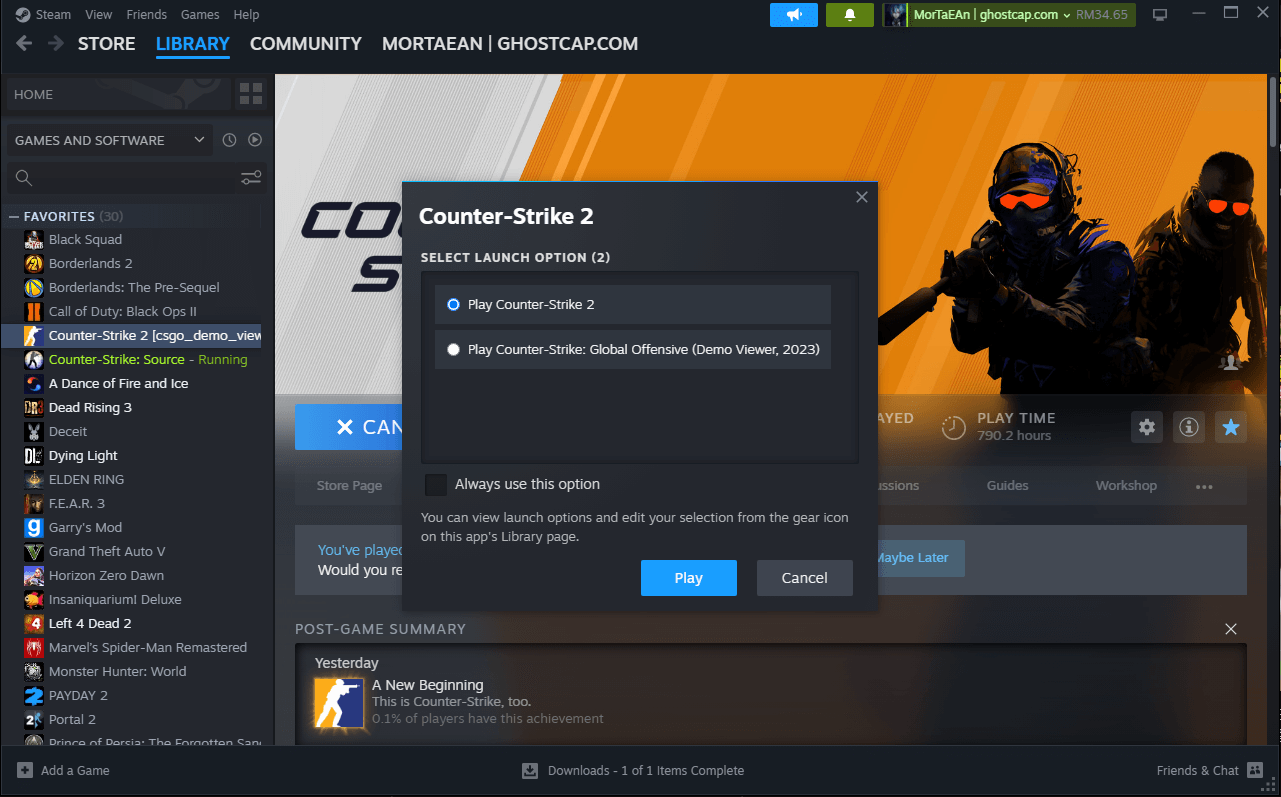 Steam View Friends Games Help
MorTaEAn | ghostcap.com RM34.65
STORE LIBRARY COMMUNITY MORTAEAN | GHOSTCAP.COM
HOME
GAMES AND SOFTWARE
FAVORITES (30)
Black Squad
Borderlands 2
Borderlands: The Pre-Sequel
Call of Duty: Black Ops II
Counter-Strike 2 [csgo_demo_view
Counter-Strike: Source - Running
A Dance of Fire and Ice
Dead Rising 3
Deceit
Dying Light
ELDEN RING
F.E.A.R. 3
Garry's Mod
Grand Theft Auto V
Horizon Zero Dawn
Insaniquarium! Deluxe
Left 4 Dead 2
Marvel's Spider-Man Remastered
Monster Hunter: World
PAYDAY 2
Portal 2
Prince of Persia: The Forgotten Sand
CO
S
Counter-Strike 2
SELECT LAUNCH OPTION (2)
Play Counter-Strike 2
Play Counter-Strike: Global Offensive (Demo Viewer, 2023)
Always use this option
You can view launch options and edit your selection from the gear icon
on this app's Library page.
Play Cancel
CAN
AYED
PLAY TIME
790.2 hours
Store Page ussions Guides Workshop
You've played
Would you re
Maybe Later
POST-GAME SUMMARY
Yesterday
A New Beginning
This is Counter-Strike, too.
0.1% of players have this achievement
Add a Game
Downloads - 1 of 1 Items Complete
Friends & Chat